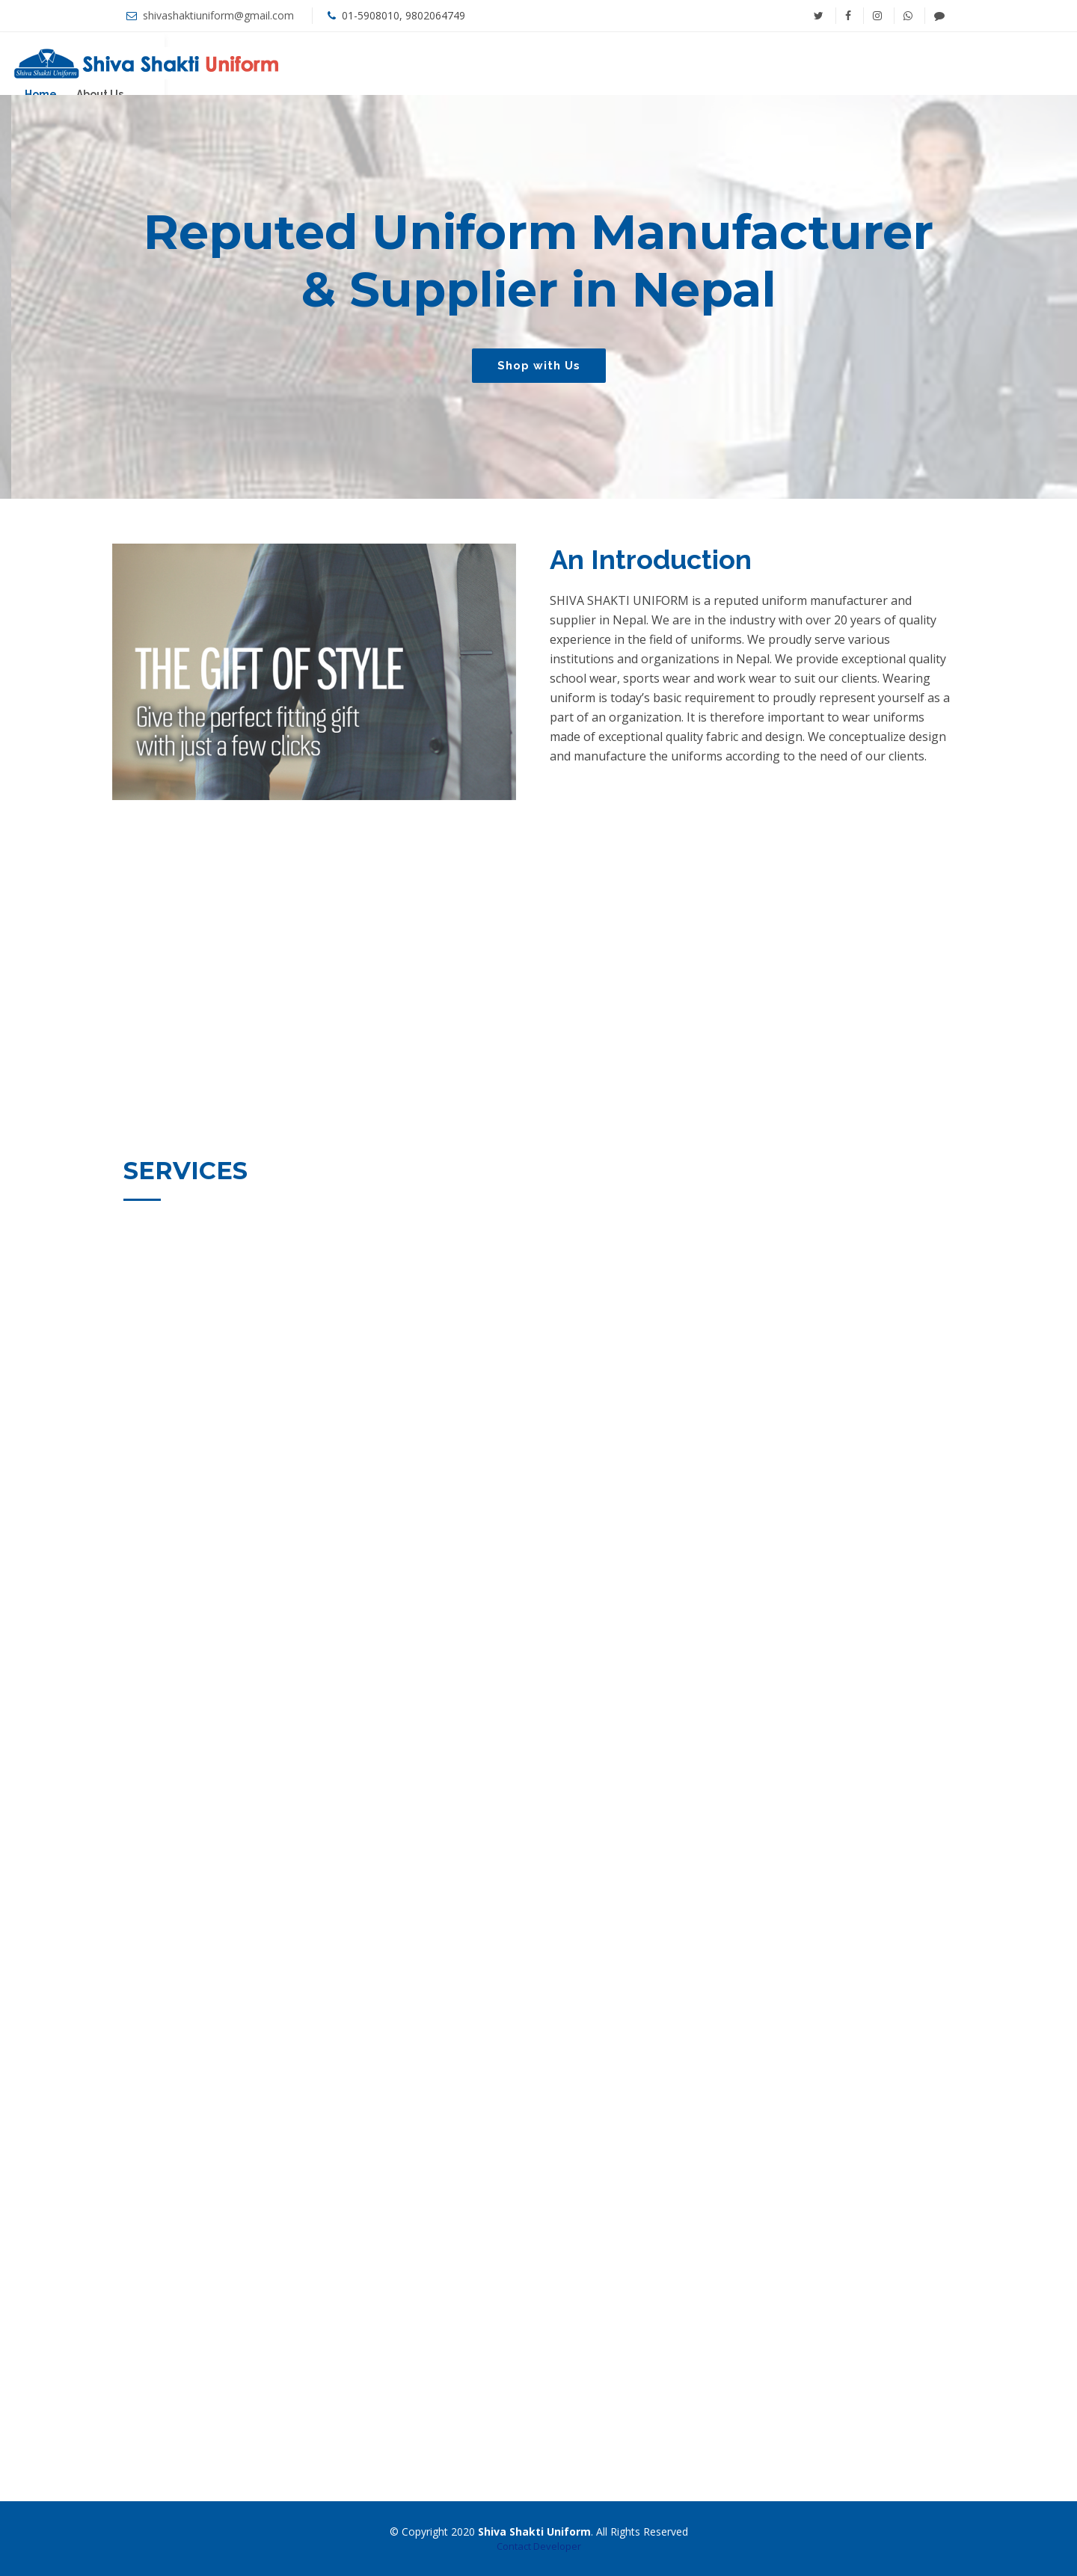 shivashaktiuniform@gmail.com
01-5908010, 9802064749
Shiva Shakti Uniform
Shiva Shakti Uniform
Home About Us
Reputed Uniform Manufacturer
& Supplier in Nepal
Shop with Us
THE GIFT OF STYLE
Give the perfect fitting gift
with just a few clicks
An Introduction
SHIVA SHAKTI UNIFORM is a reputed uniform manufacturer and
supplier in Nepal. We are in the industry with over 20 years of quality
experience in the field of uniforms. We proudly serve various
institutions and organizations in Nepal. We provide exceptional quality
school wear, sports wear and work wear to suit our clients. Wearing
uniform is today’s basic requirement to proudly represent yourself as a
part of an organization. It is therefore important to wear uniforms
made of exceptional quality fabric and design. We conceptualize design
and manufacture the uniforms according to the need of our clients.
SERVICES
© Copyright 2020 Shiva Shakti Uniform. All Rights Reserved
Contact Developer